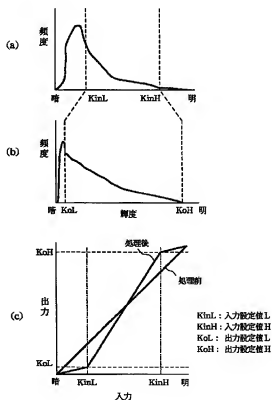 (a)
頻度
暗 KinL KinH 明
(b)
頻度
暗 KoL 輝度 KoH 明
(c)
KoH
処理後
処理前
出力
KoL
暗 KinL KinH 明
入力
KinL：入力設定値L
KinH：入力設定値H
KoL：出力設定値L
KoH：出力設定値H